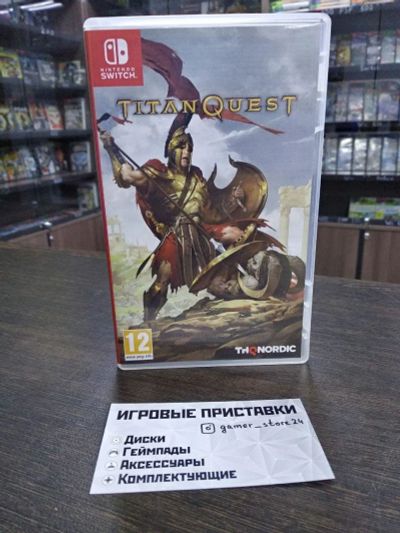 NINTENDO
SWITCH
TITAN QUEST
12
www.pegi.info
THQ NORDIC
ИГРОВЫЕ ПРИСТАВКИ
gamer_store24
Диски
Геймпады
Аксессуары
Комплектующие